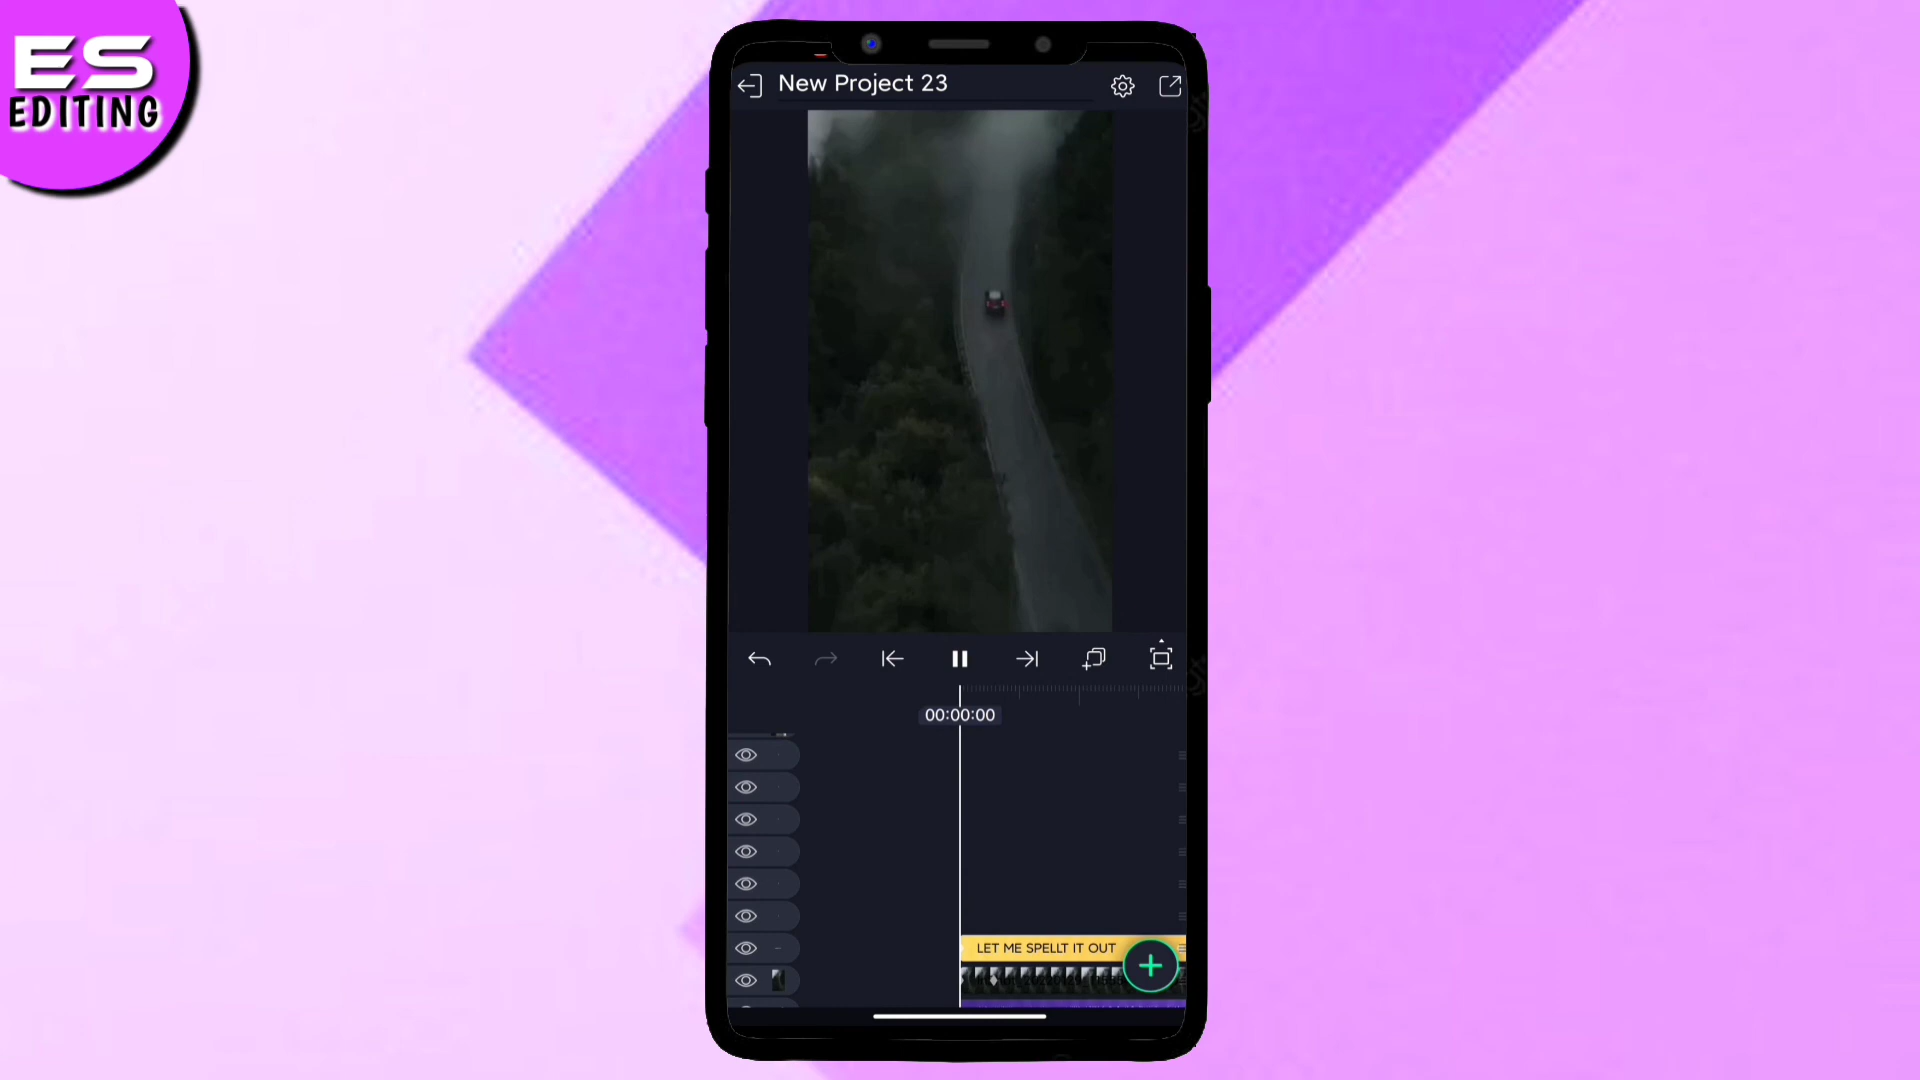 ES
EDITING
New Project 23
00:00:00
LET ME SPELLT IT OUT